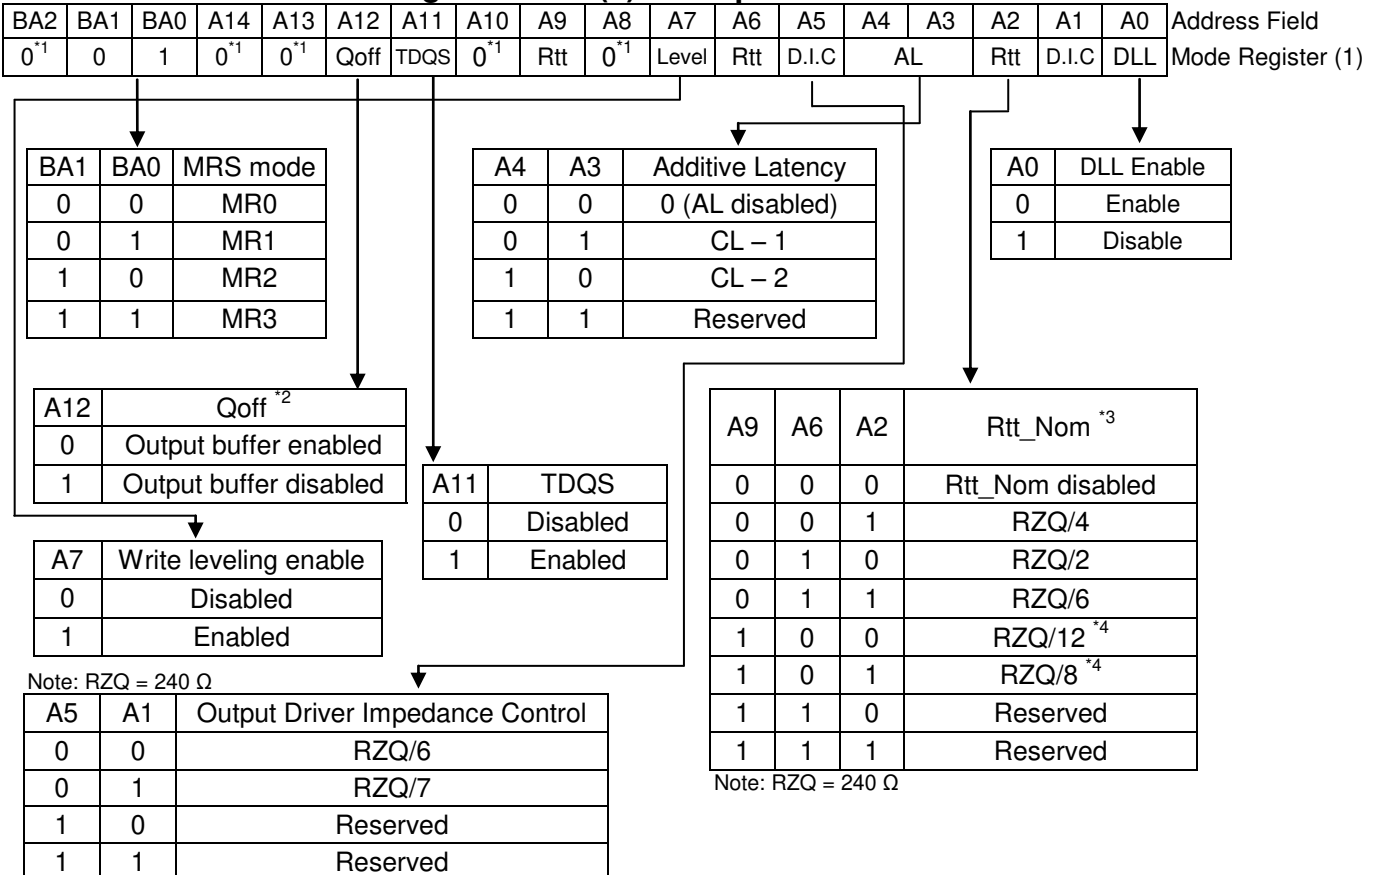 BA2 BA1 BA0 A14 A13 A12 A11 A10 A9 A8 A7 A6 A5 A4 A3 A2 A1 A0 Address Field
0*1 0 1 0*1 0*1 Qoff TDQS 0*1 Rtt 0*1 Level Rtt D.I.C AL Rtt D.I.C DLL Mode Register (1)
BA1 BA0 MRS mode
0 0 MR0
0 1 MR1
1 0 MR2
1 1 MR3
A4 A3 Additive Latency
0 0 0 (AL disabled)
0 1 CL – 1
1 0 CL – 2
1 1 Reserved
A0 DLL Enable
0 Enable
1 Disable
A12 Qoff *2
0 Output buffer enabled
1 Output buffer disabled
A11 TDQS
0 Disabled
1 Enabled
A9 A6 A2 Rtt_Nom *3
0 0 0 Rtt_Nom disabled
0 0 1 RZQ/4
0 1 0 RZQ/2
0 1 1 RZQ/6
1 0 0 RZQ/12 *4
1 0 1 RZQ/8 *4
1 1 0 Reserved
1 1 1 Reserved
Note: RZQ = 240 Ω
A7 Write leveling enable
0 Disabled
1 Enabled
Note: RZQ = 240 Ω
A5 A1 Output Driver Impedance Control
0 0 RZQ/6
0 1 RZQ/7
1 0 Reserved
1 1 Reserved